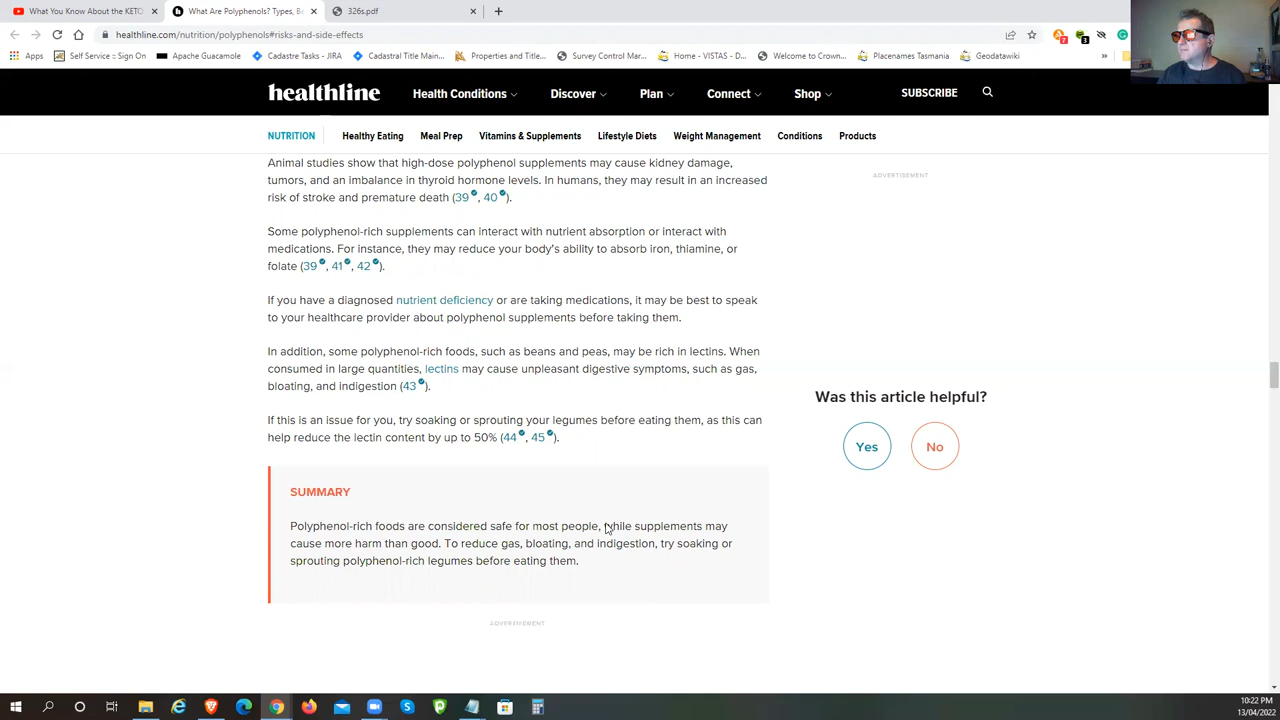 What You Know About the KETO
What Are Polyphenols? Types, Be
326s.pdf
healthline.com/nutrition/polyphenols#risks-and-side-effects
7
3
Apps
Self Service :: Sign On
Apache Guacamole
Cadastre Tasks - JIRA
Cadastral Title Main...
Properties and Title...
Survey Control Mar...
Home - VISTAS - D...
Welcome to Crown...
Placenames Tasmania
Geodatawiki
»
healthline
Health Conditions
Discover
Plan
Connect
Shop
SUBSCRIBE
NUTRITION
Healthy Eating
Meal Prep
Vitamins & Supplements
Lifestyle Diets
Weight Management
Conditions
Products
Animal studies show that high-dose polyphenol supplements may cause kidney damage,
tumors, and an imbalance in thyroid hormone levels. In humans, they may result in an increased
risk of stroke and premature death (39, 40).
Some polyphenol-rich supplements can interact with nutrient absorption or interact with
medications. For instance, they may reduce your body's ability to absorb iron, thiamine, or
folate (39, 41, 42).
If you have a diagnosed nutrient deficiency or are taking medications, it may be best to speak
to your healthcare provider about polyphenol supplements before taking them.
In addition, some polyphenol-rich foods, such as beans and peas, may be rich in lectins. When
consumed in large quantities, lectins may cause unpleasant digestive symptoms, such as gas,
bloating, and indigestion (43).
If this is an issue for you, try soaking or sprouting your legumes before eating them, as this can
help reduce the lectin content by up to 50% (44, 45).
SUMMARY
Polyphenol-rich foods are considered safe for most people, while supplements may
cause more harm than good. To reduce gas, bloating, and indigestion, try soaking or
sprouting polyphenol-rich legumes before eating them.
ADVERTISEMENT
ADVERTISEMENT
Was this article helpful?
Yes
No
10:22 PM
13/04/2022